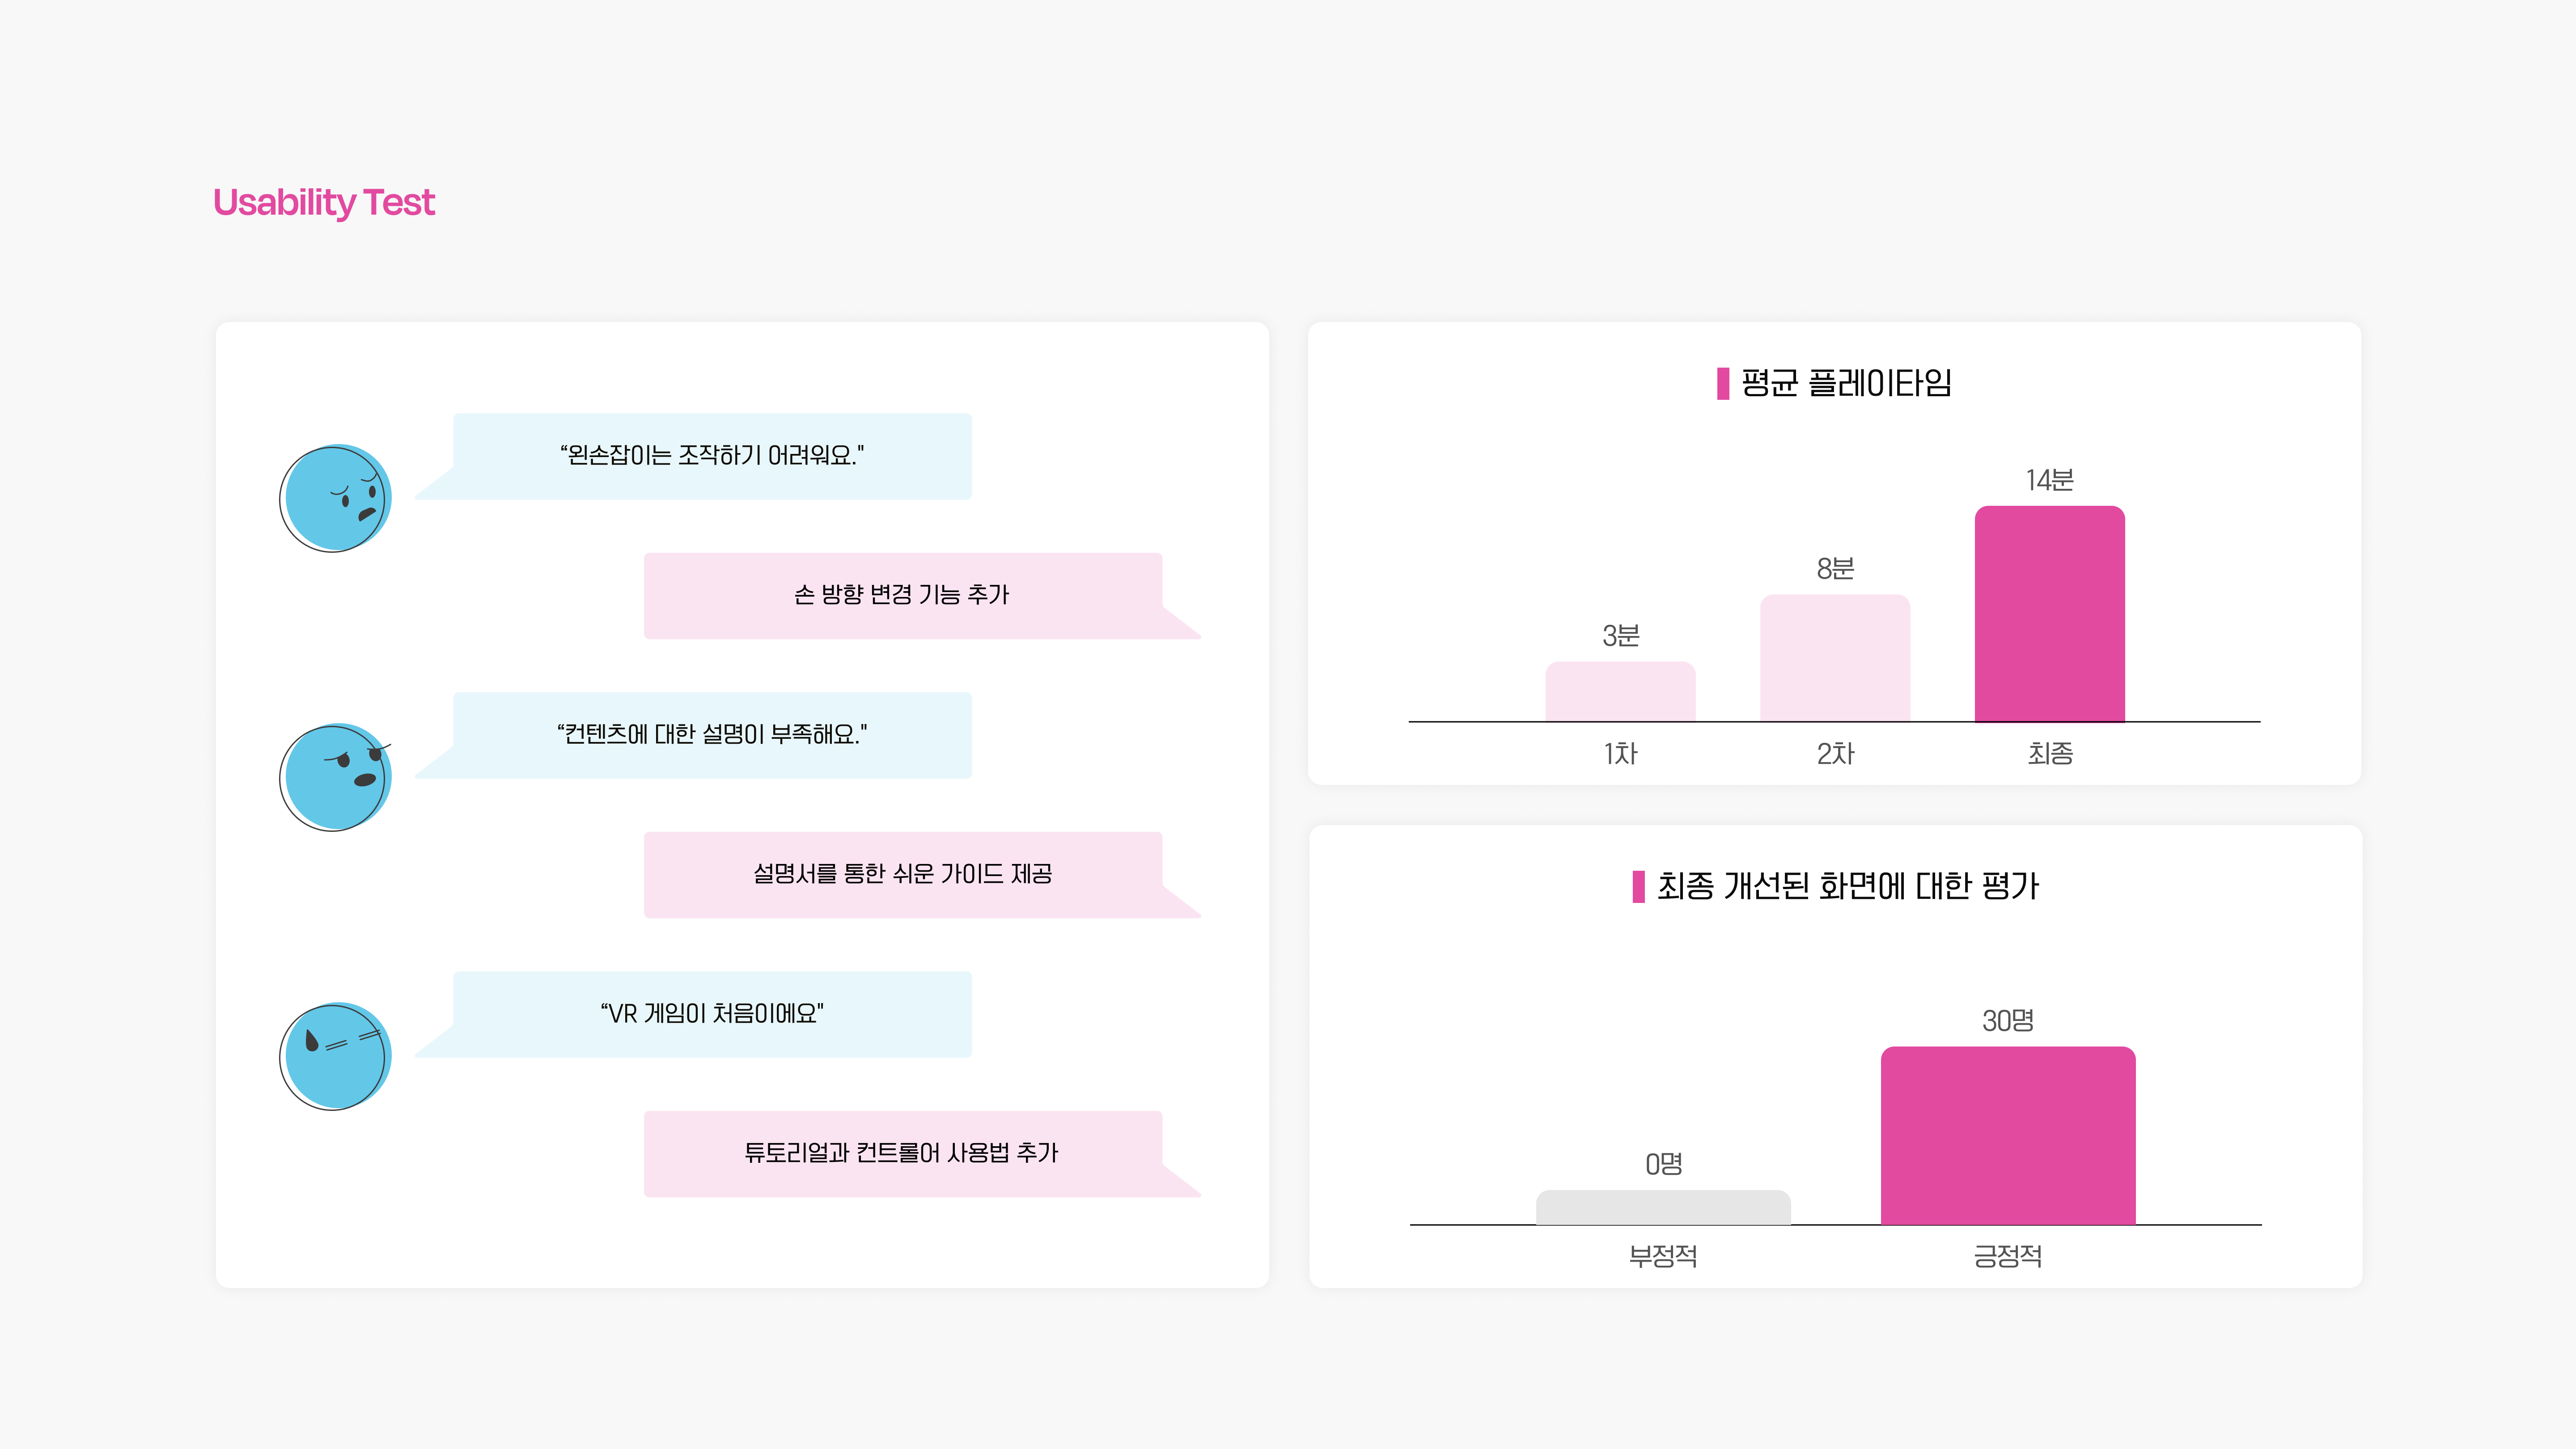 Usability Test
“왼손잡이는 조작하기 어려워요."
손 방향 변경 기능 추가
“컨텐츠에 대한 설명이 부족해요."
설명서를 통한 쉬운 가이드 제공
“VR 게임이 처음이에요"
튜토리얼과 컨트롤어 사용법 추가
평균 플레이타임
14분
8분
3분
1차 2차 최종
최종 개선된 화면에 대한 평가
30명
0명
부정적 긍정적